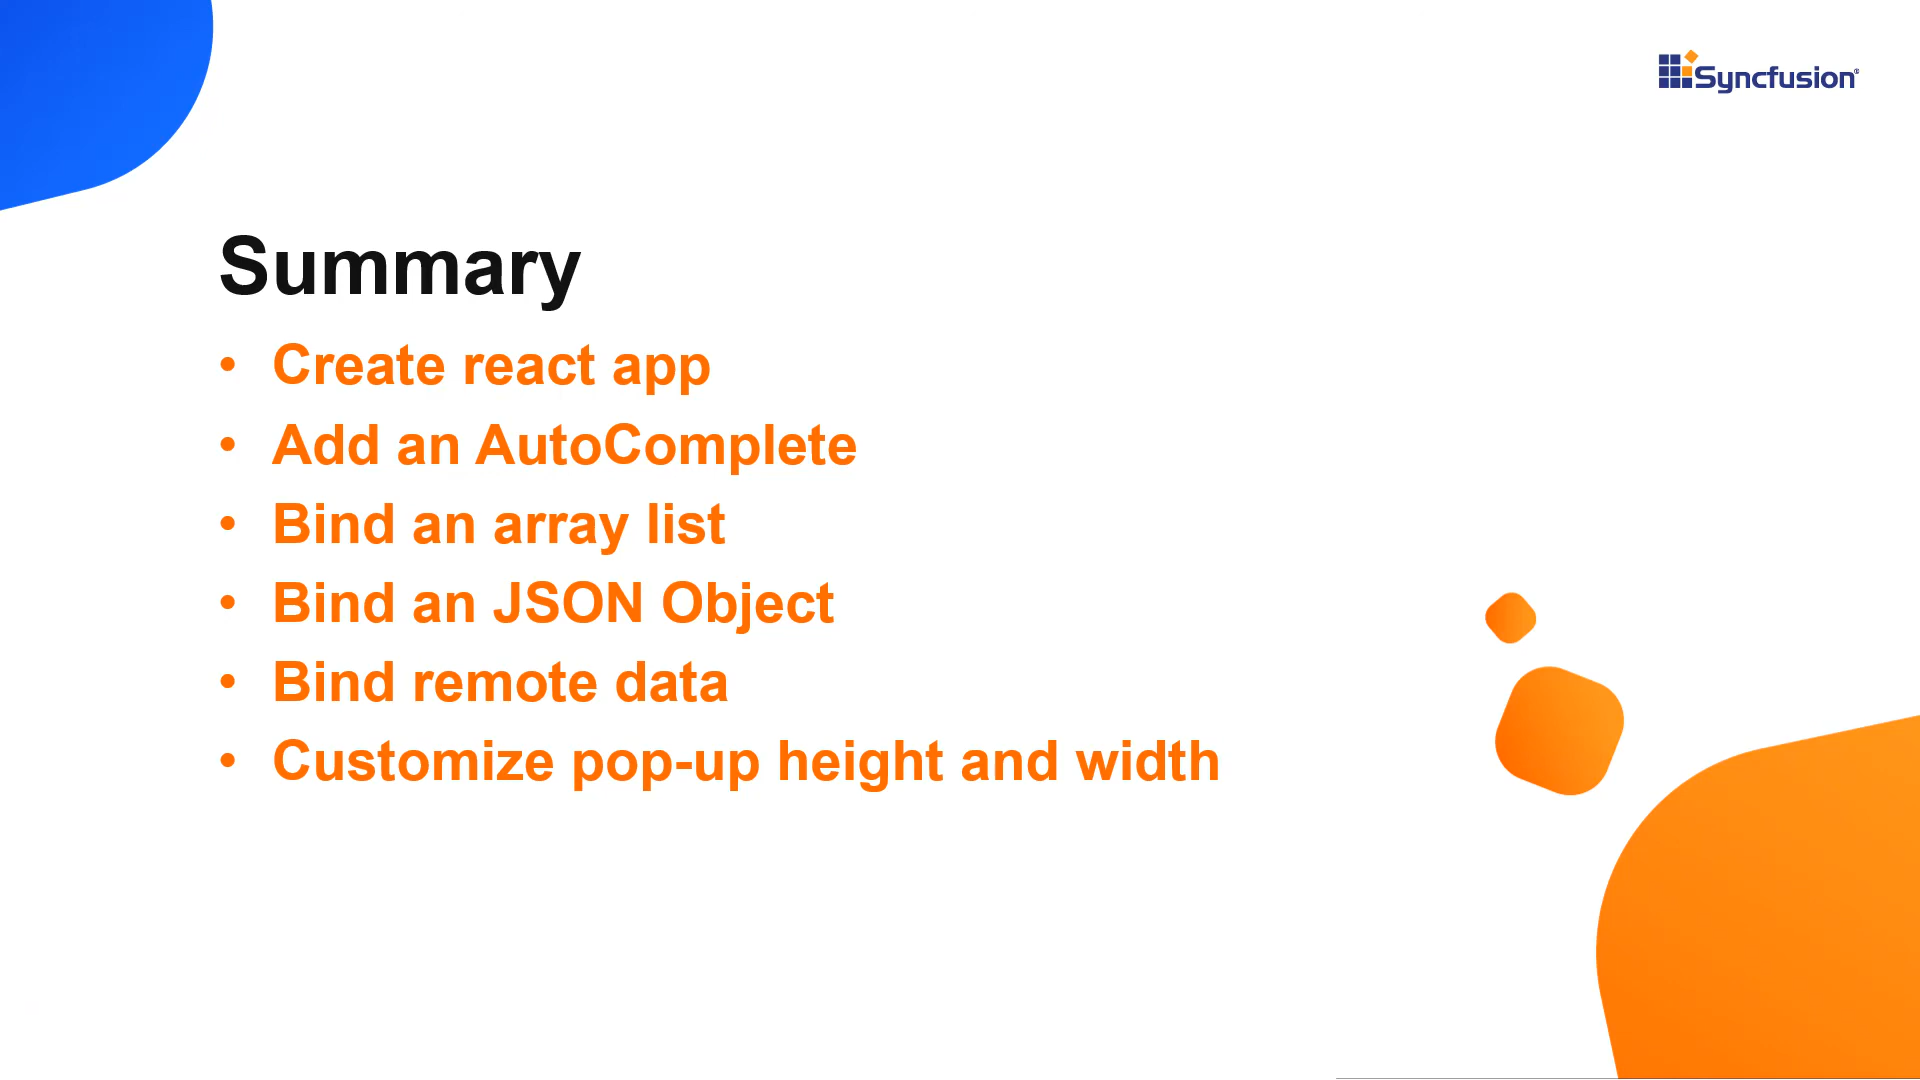 Syncfusion®
Summary
• Create react app
• Add an AutoComplete
• Bind an array list
• Bind an JSON Object
• Bind remote data
• Customize pop-up height and width